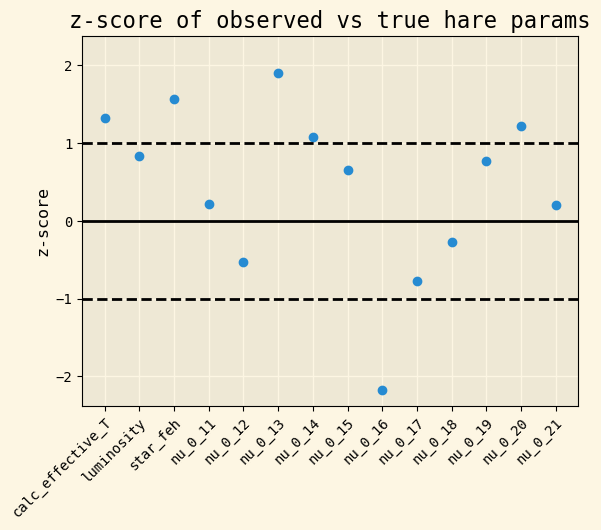 z-score of observed vs true hare params
z-score
2
1
0
−1
−2
calc_effective_T
luminosity
star_feh
nu_0_11
nu_0_12
nu_0_13
nu_0_14
nu_0_15
nu_0_16
nu_0_17
nu_0_18
nu_0_19
nu_0_20
nu_0_21